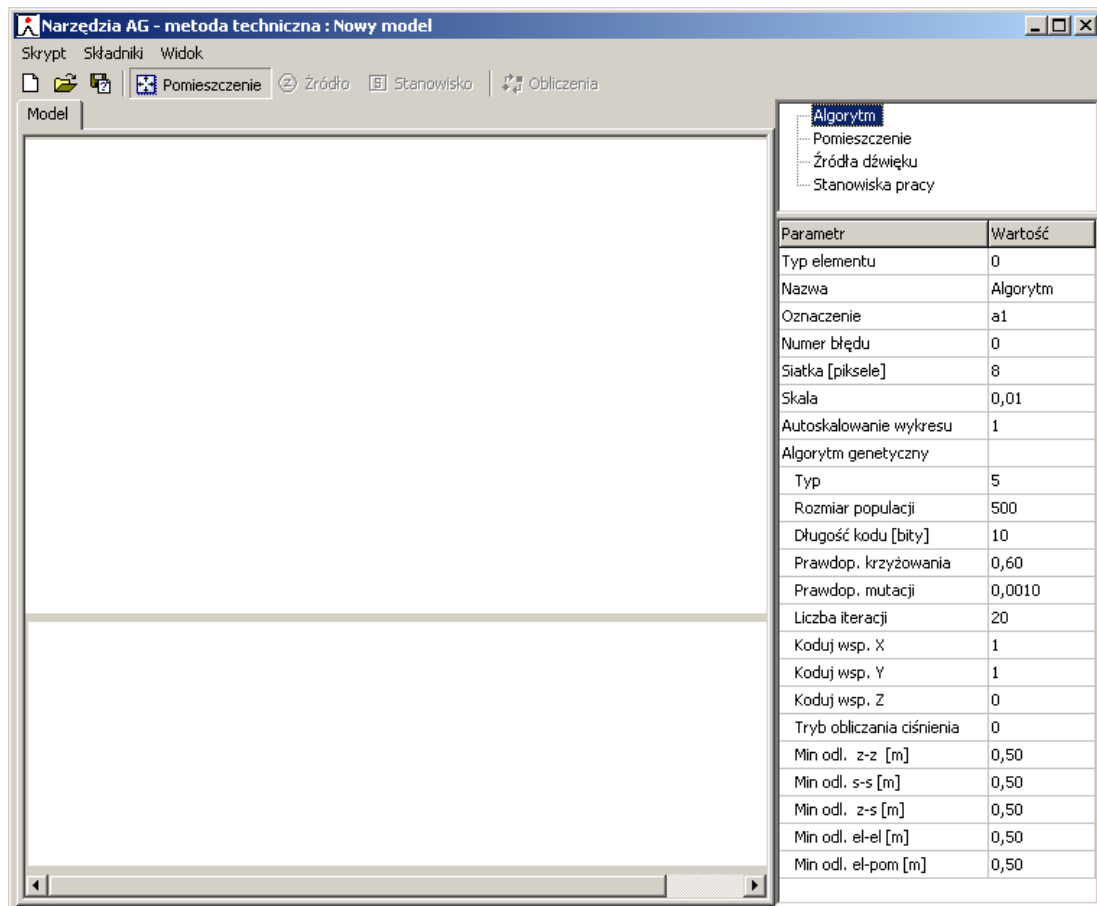 Narzędzia AG - metoda techniczna : Nowy model
Skrypt Składniki Widok
Pomieszczenie Źródło Stanowisko Obliczenia
Model
Algorytm
Pomieszczenie
Źródła dźwięku
Stanowiska pracy
Parametr Wartość
Typ elementu 0
Nazwa Algorytm
Oznaczenie a1
Numer błędu 0
Siatka [piksele] 8
Skala 0,01
Autoskalowanie wykresu 1
Algorytm genetyczny
Typ 5
Rozmiar populacji 500
Długość kodu [bity] 10
Prawdop. krzyżowania 0,60
Prawdop. mutacji 0,0010
Liczba iteracji 20
Koduj wsp. X 1
Koduj wsp. Y 1
Koduj wsp. Z 0
Tryb obliczania ciśnienia 0
Min odl. z-z [m] 0,50
Min odl. s-s [m] 0,50
Min odl. z-s [m] 0,50
Min odl. el-el [m] 0,50
Min odl. el-pom [m] 0,50